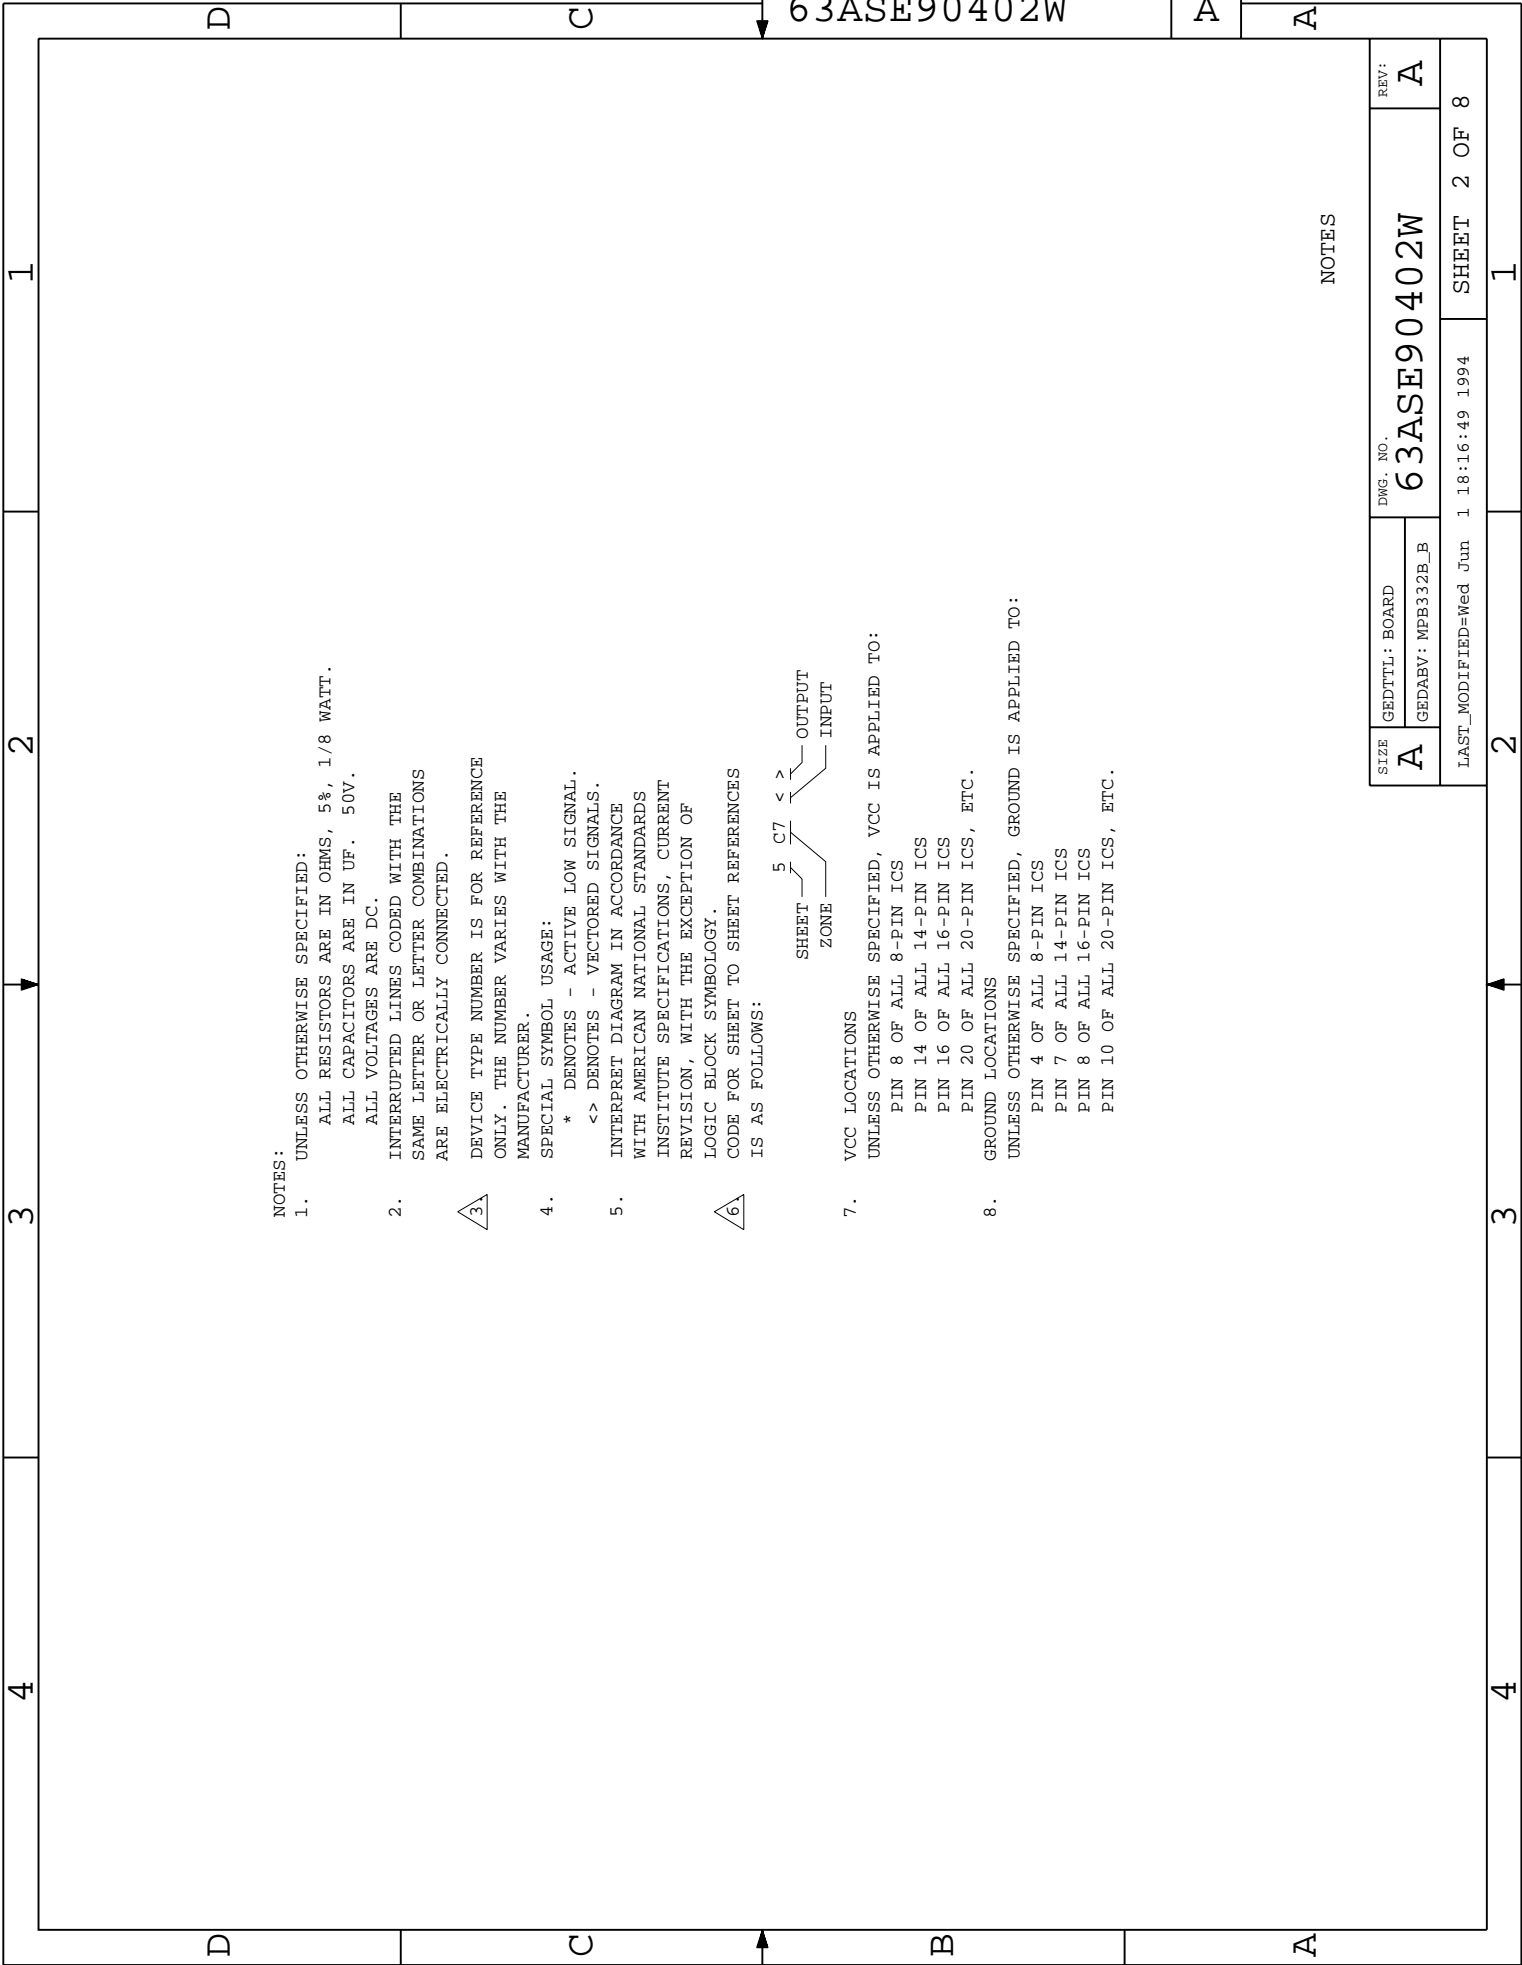 63ASE90402W
A
D
C
A
1
2
3
4
NOTES:
1. UNLESS OTHERWISE SPECIFIED:
ALL RESISTORS ARE IN OHMS, 5%, 1/8 WATT.
ALL CAPACITORS ARE IN UF. 50V.
ALL VOLTAGES ARE DC.
2. INTERRUPTED LINES CODED WITH THE
SAME LETTER OR LETTER COMBINATIONS
ARE ELECTRICALLY CONNECTED.
3. DEVICE TYPE NUMBER IS FOR REFERENCE
ONLY. THE NUMBER VARIES WITH THE
MANUFACTURER.
4. SPECIAL SYMBOL USAGE:
* DENOTES - ACTIVE LOW SIGNAL.
<> DENOTES - VECTORED SIGNALS.
5. INTERPRET DIAGRAM IN ACCORDANCE
WITH AMERICAN NATIONAL STANDARDS
INSTITUTE SPECIFICATIONS, CURRENT
REVISION, WITH THE EXCEPTION OF
LOGIC BLOCK SYMBOLOGY.
6. CODE FOR SHEET TO SHEET REFERENCES
IS AS FOLLOWS:
5 C7 < >
SHEET OUTPUT
ZONE INPUT
7. VCC LOCATIONS
UNLESS OTHERWISE SPECIFIED, VCC IS APPLIED TO:
PIN 8 OF ALL 8-PIN ICS
PIN 14 OF ALL 14-PIN ICS
PIN 16 OF ALL 16-PIN ICS
PIN 20 OF ALL 20-PIN ICS, ETC.
8. GROUND LOCATIONS
UNLESS OTHERWISE SPECIFIED, GROUND IS APPLIED TO:
PIN 4 OF ALL 8-PIN ICS
PIN 7 OF ALL 14-PIN ICS
PIN 8 OF ALL 16-PIN ICS
PIN 10 OF ALL 20-PIN ICS, ETC.
NOTES
SIZE
A
GEDTTL: BOARD
GEDABV: MPB332B_B
DWG. NO.
63ASE90402W
REV:
A
LAST_MODIFIED=Wed Jun 1 18:16:49 1994
SHEET 2 OF 8
D
C
B
A
4
3
2
1